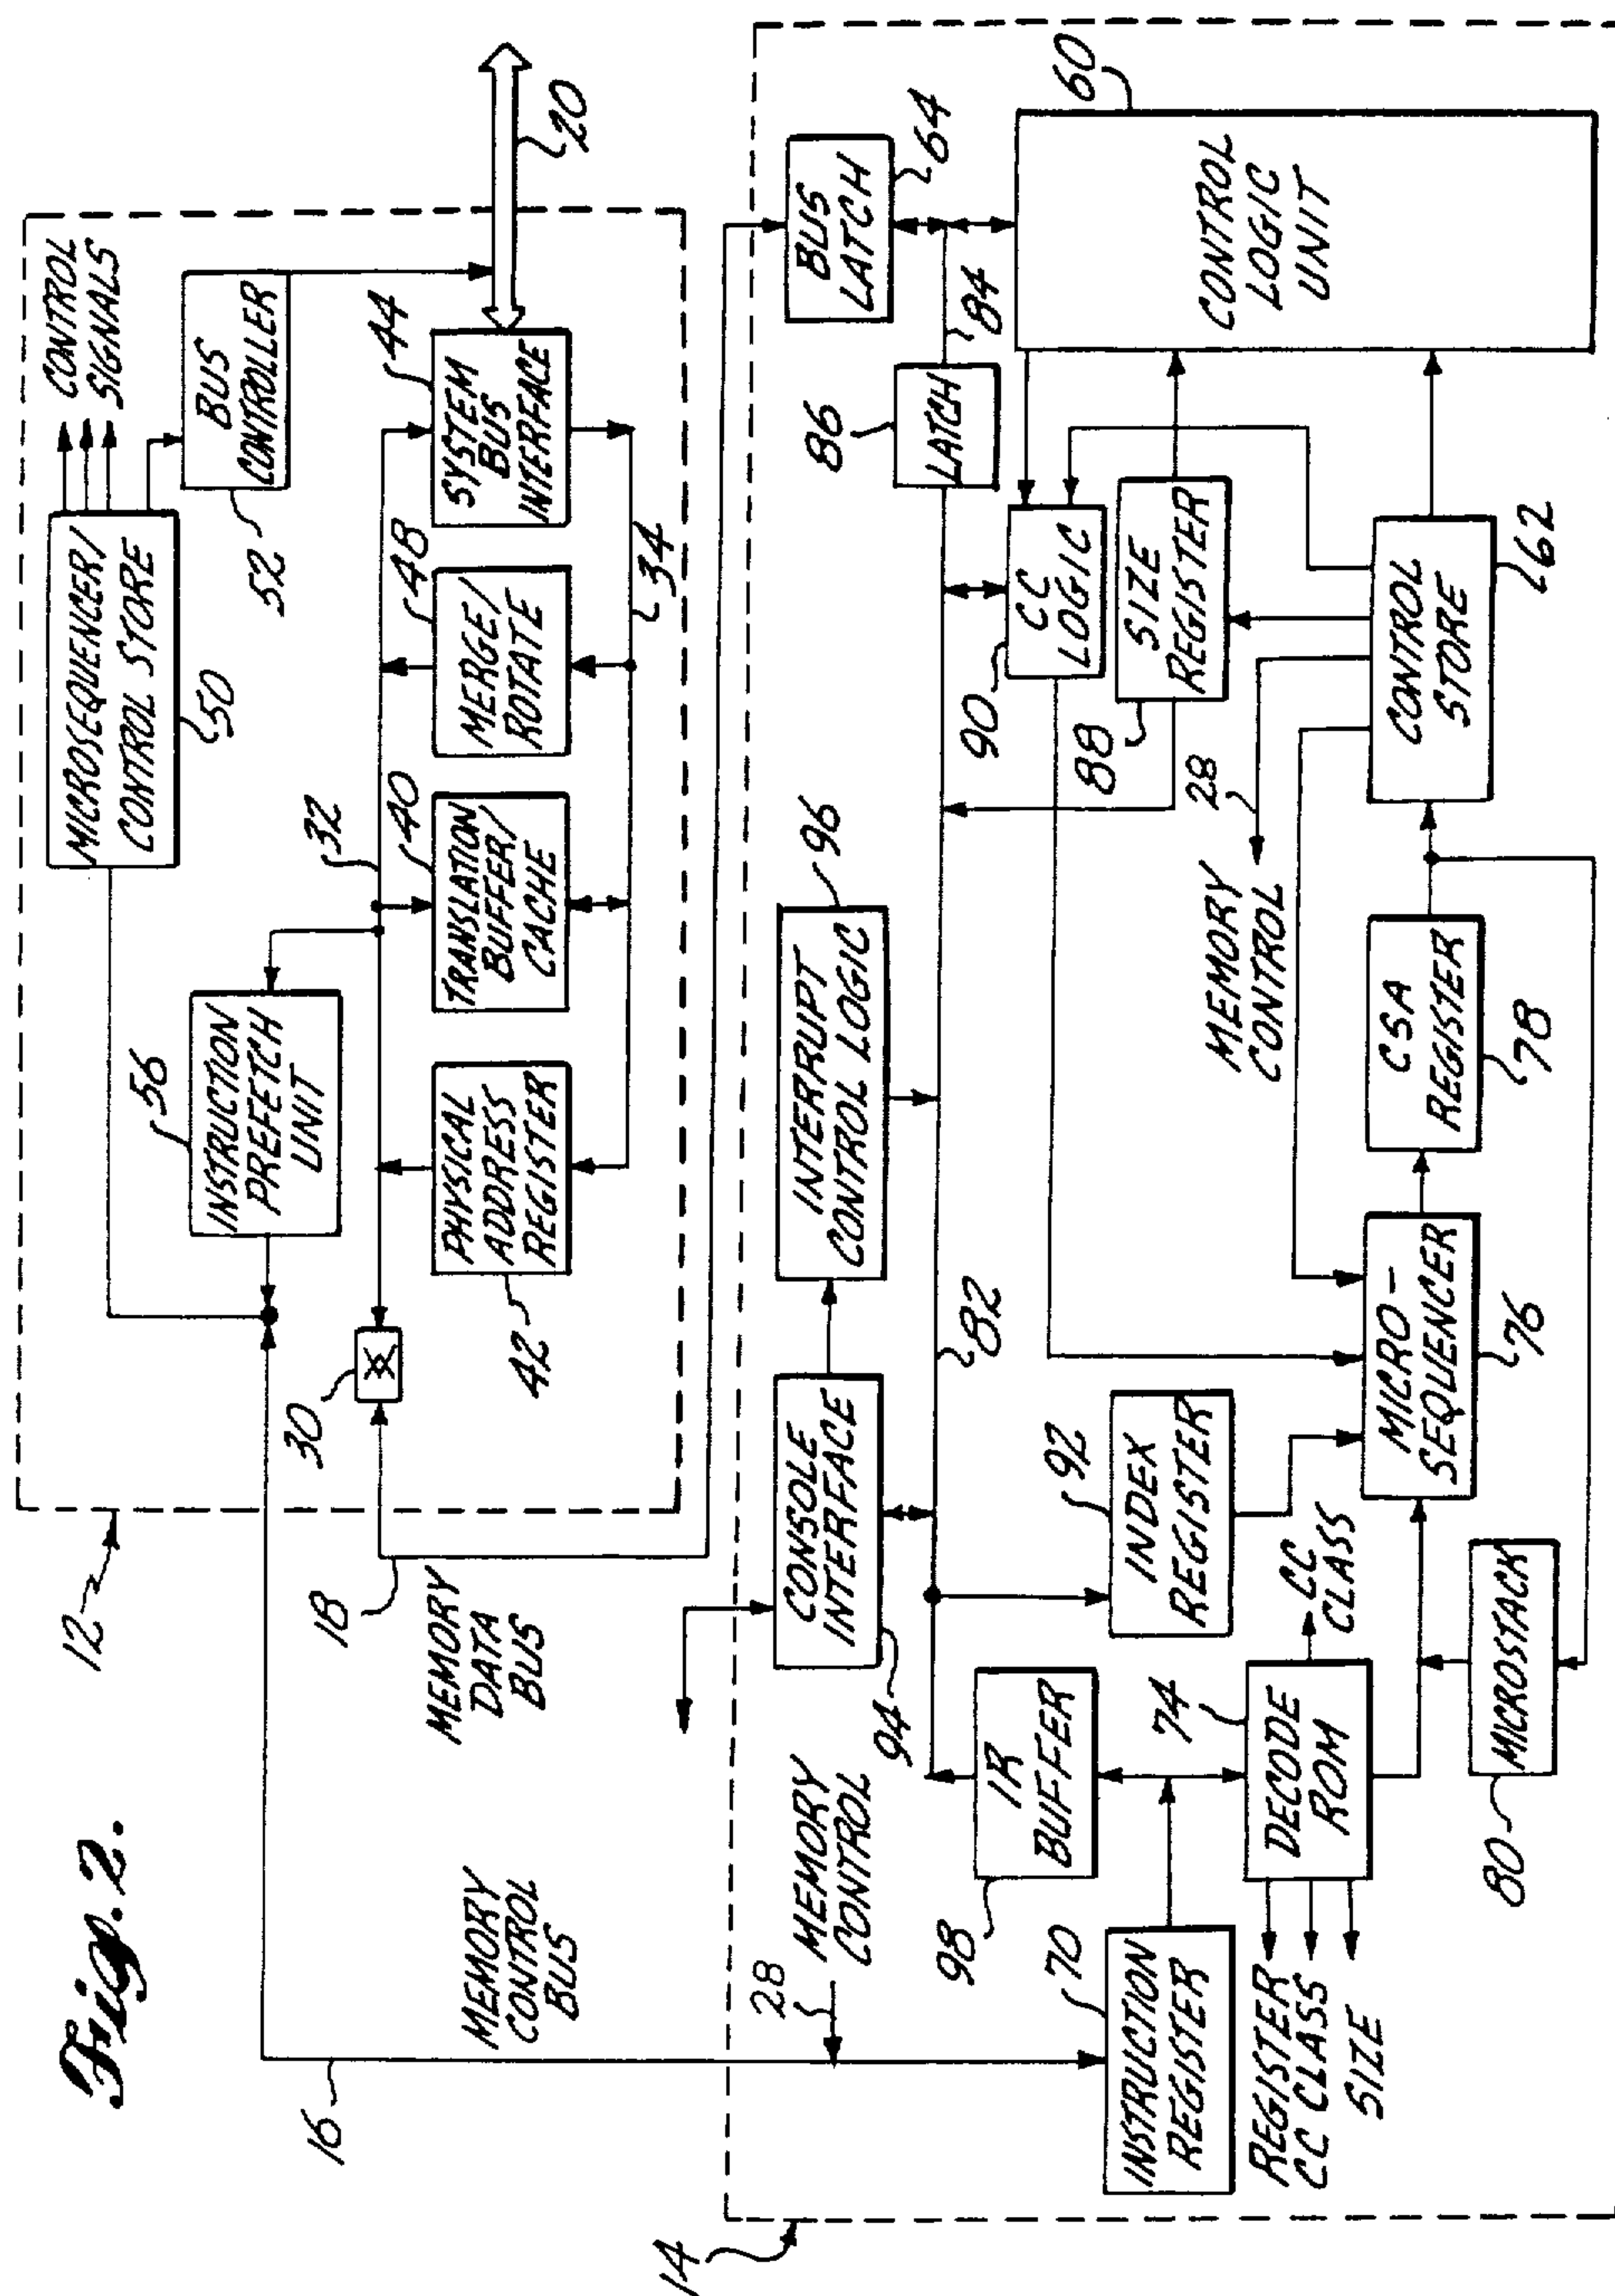 Fig. 2.
12
CONTROL
SIGNALS
MICROSEQUENCER/
CONTROL STORE
50
BUS
CONTROLLER
52
20
56
INSTRUCTION
PREFETCH
UNIT
32
30
18
PHYSICAL
ADDRESS
REGISTER
42
TRANSLATION
BUFFER/
CACHE
40
MERGE/
ROTATE
48
SYSTEM
BUS
INTERFACE
44
34
16
MEMORY
CONTROL
BUS
MEMORY
DATA
BUS
14
28
MEMORY
CONTROL
CONSOLE
INTERFACE
94
INTERRUPT
CONTROL LOGIC
96
BUS
LATCH
64
84
LATCH
86
82
IR
BUFFER
98
INDEX
REGISTER
92
CC
LOGIC
90
SIZE
REGISTER
88
CONTROL
LOGIC
UNIT
60
INSTRUCTION
REGISTER
70
DECODE
ROM
74
CC
CLASS
REGISTER
CC CLASS
SIZE
MEMORY
CONTROL
28
MICRO-
SEQUENCER
76
CSA
REGISTER
78
CONTROL
STORE
62
MICROSTACK
80